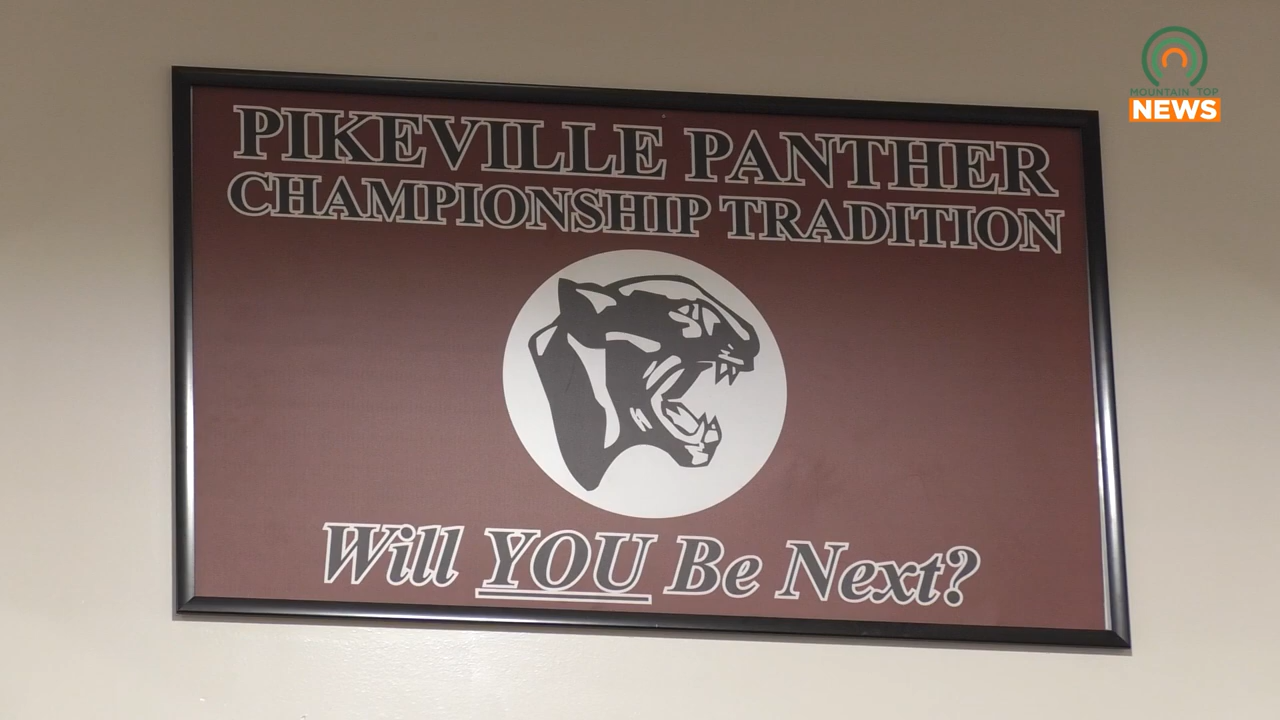 MOUNTAIN TOP
NEWS
PIKEVILLE PANTHER
CHAMPIONSHIP TRADITION
Will YOU Be Next?